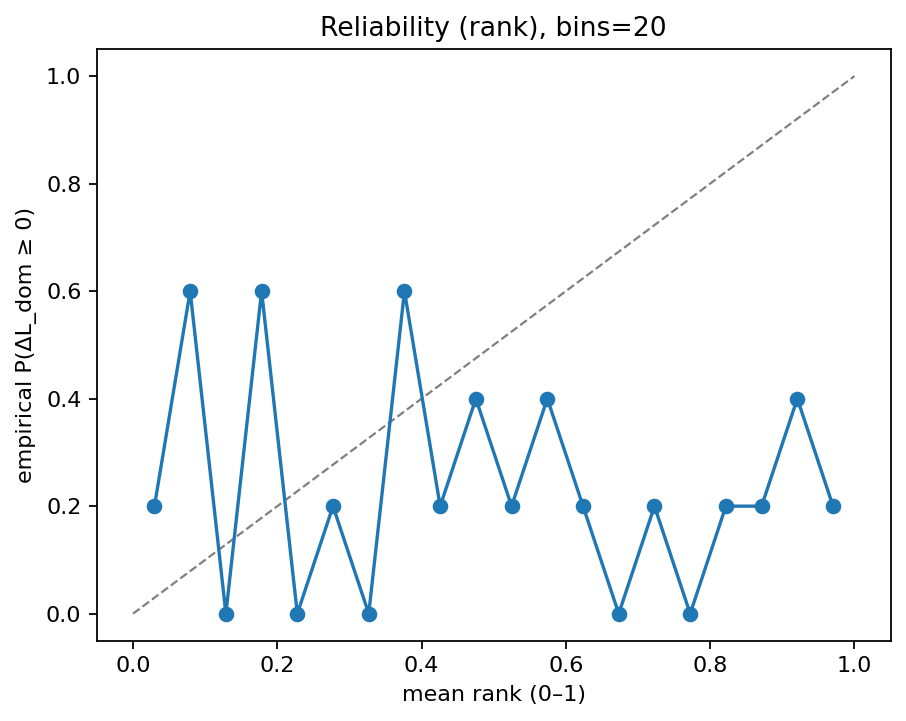 Reliability (rank), bins=20
empirical P(ΔL_dom ≥ 0)
1.0
0.8
0.6
0.4
0.2
0.0
0.0 0.2 0.4 0.6 0.8 1.0
mean rank (0–1)